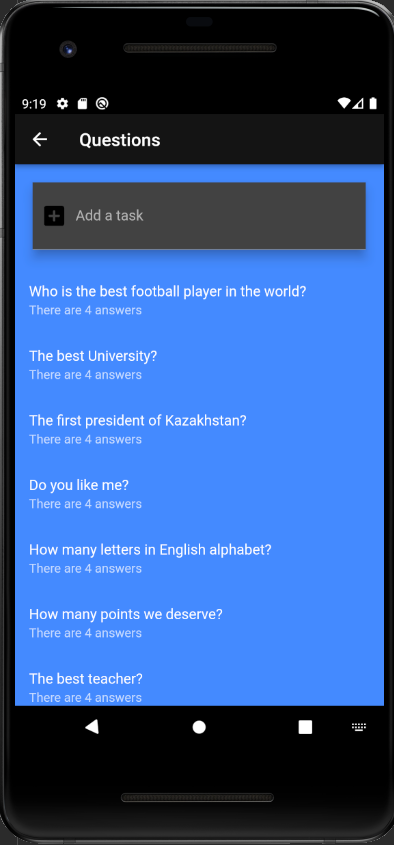 9:19
Questions
Add a task
Who is the best football player in the world?
There are 4 answers
The best University?
There are 4 answers
The first president of Kazakhstan?
There are 4 answers
Do you like me?
There are 4 answers
How many letters in English alphabet?
There are 4 answers
How many points we deserve?
There are 4 answers
The best teacher?
There are 4 answers